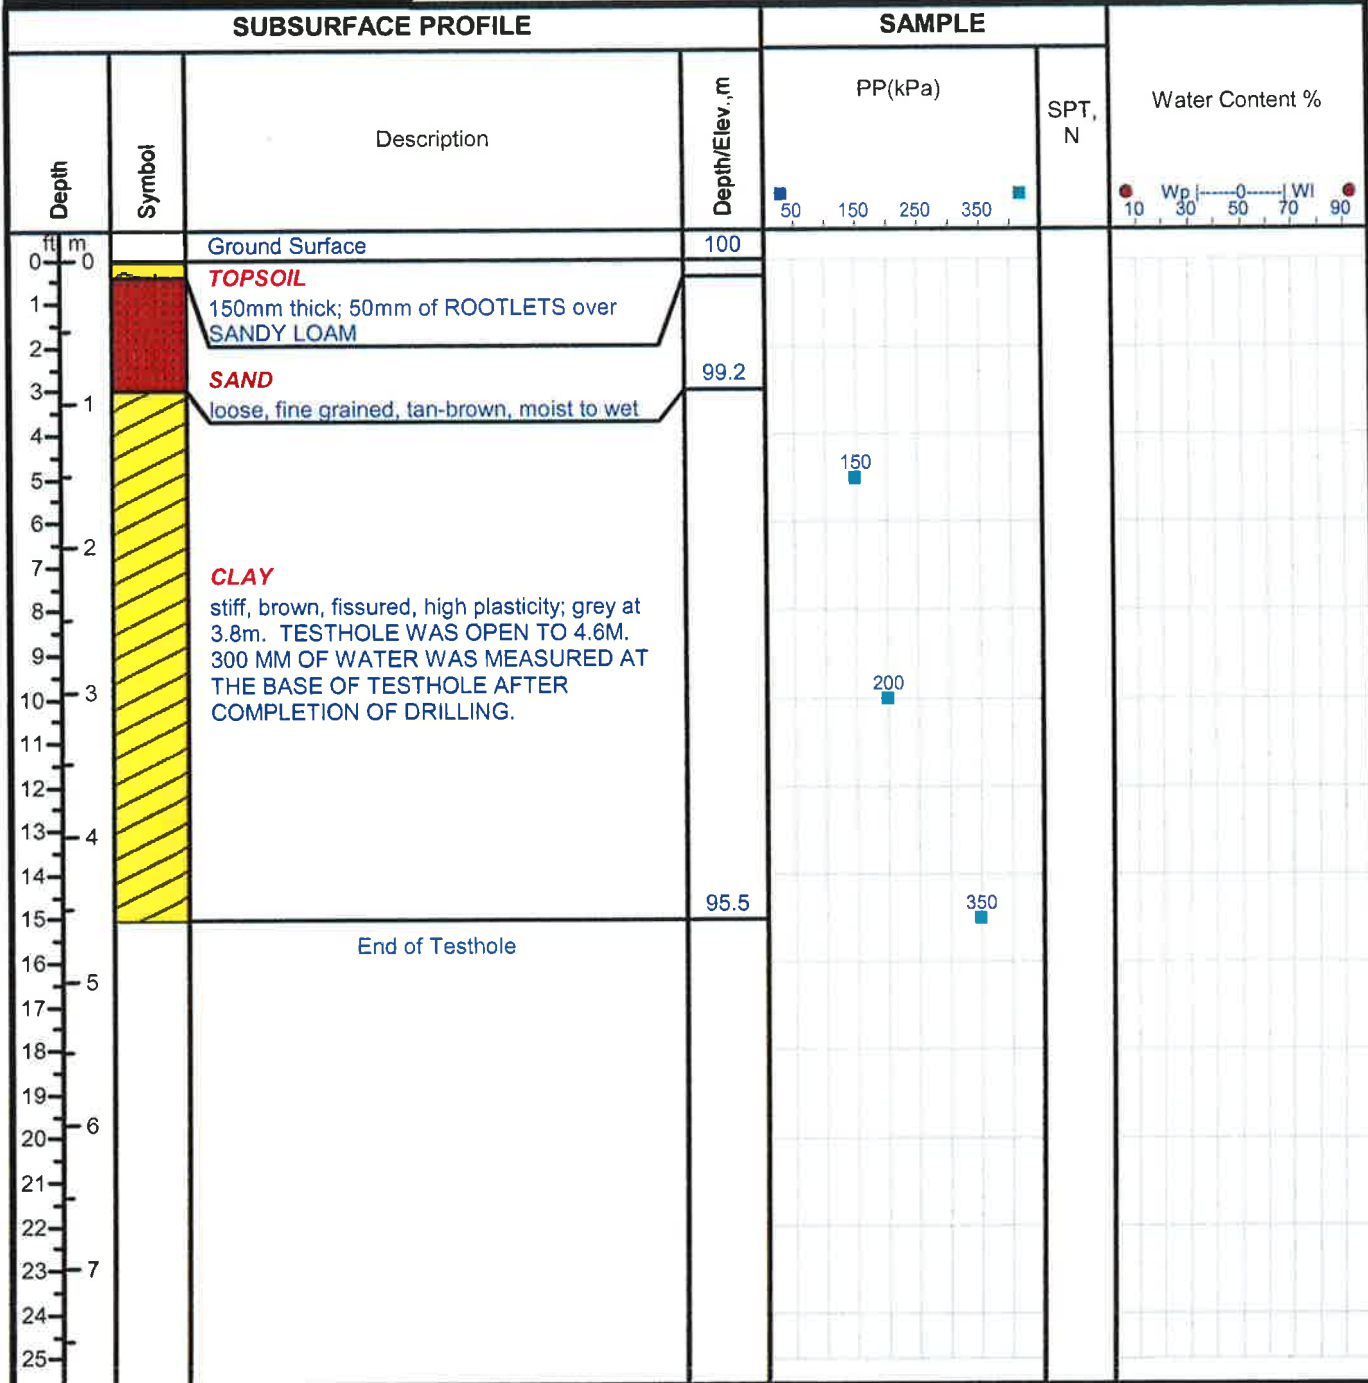 SUBSURFACE PROFILE
SAMPLE
Depth
Symbol
Description
Depth/Elev.,m
PP(kPa)
SPT,
N
Water Content %
50 150 250 350
Wp |-----0-----| Wl
10 30 50 70 90
ft m
Ground Surface
100
0 0
TOPSOIL
150mm thick; 50mm of ROOTLETS over
SANDY LOAM
1
2
SAND
99.2
loose, fine grained, tan-brown, moist to wet
3
1
4
150
5
6
2
7
CLAY
stiff, brown, fissured, high plasticity; grey at
3.8m. TESTHOLE WAS OPEN TO 4.6M.
300 MM OF WATER WAS MEASURED AT
THE BASE OF TESTHOLE AFTER
COMPLETION OF DRILLING.
8
9
200
3
10
11
12
13
4
14
95.5
350
15
End of Testhole
16
5
17
18
19
6
20
21
22
23
7
24
25